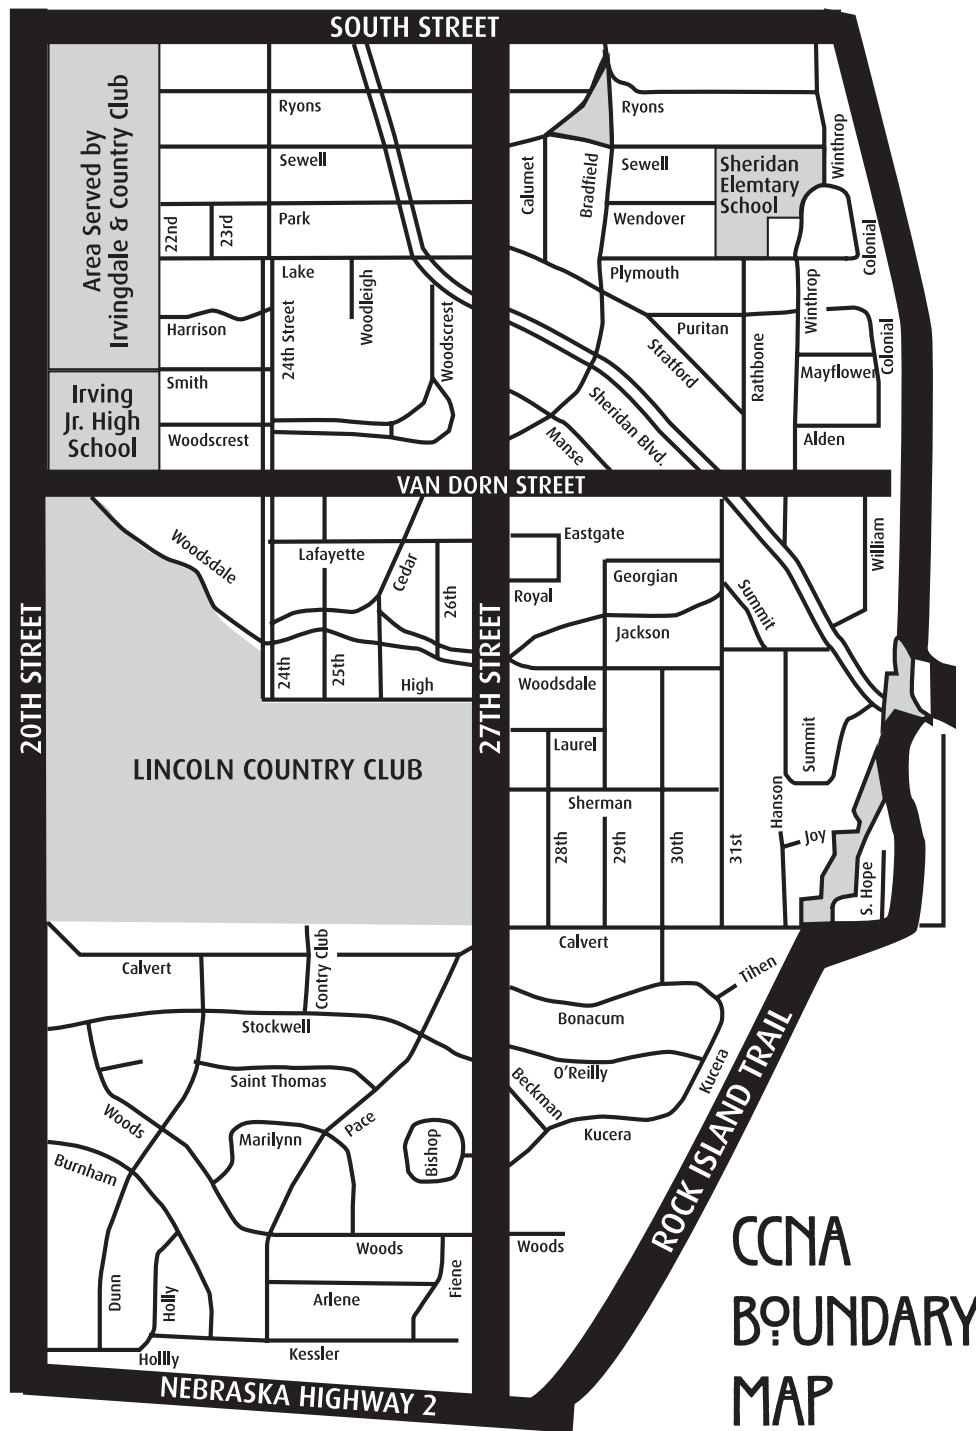 SOUTH STREET
Area Served by
Irvingdale & Country Club
Ryons
Sewell
Park
22nd
23rd
Lake
24th Street
Woodleigh
Woodscrest
Harrison
Smith
Woodscrest
Irving
Jr. High
School
Ryons
Calumet
Bradfield
Sewell
Wendover
Sheridan
Elemtary
School
Winthrop
Colonial
Plymouth
Puritan
Stratford
Rathbone
Winthrop
Colonial
Mayflower
Alden
Sheridan Blvd.
Manse
VAN DORN STREET
20TH STREET
27TH STREET
Woodsdale
Lafayette
Cedar
26th
24th
25th
High
Eastgate
Royal
Georgian
Summit
William
Jackson
Woodsdale
Laurel
Sherman
28th
29th
30th
31st
Hanson
Summit
Joy
S. Hope
LINCOLN COUNTRY CLUB
Calvert
Contry Club
Stockwell
Saint Thomas
Woods
Marilynn
Pace
Bishop
Burnham
Dunn
Holly
Woods
Arlene
Fiene
Kessler
Hollly
Calvert
Tihen
Bonacum
O'Reilly
Beckman
Kucera
Kucera
Woods
ROCK ISLAND TRAIL
NEBRASKA HIGHWAY 2
CCNA
BOUNDARY
MAP